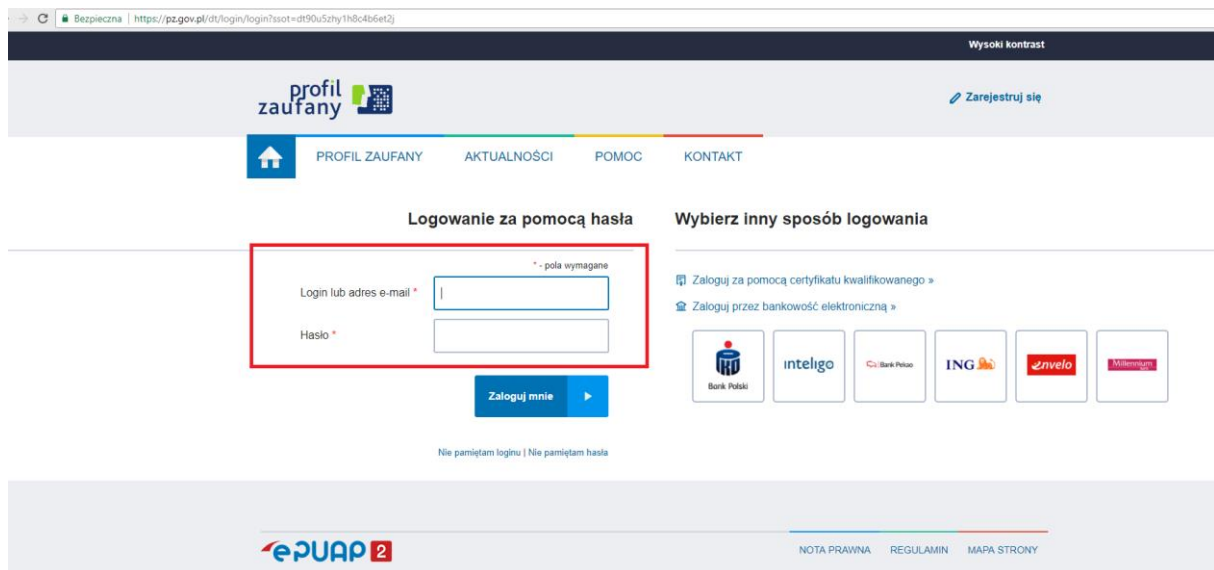 Bezpieczna | https://pz.gov.pl/dt/login/login?ssot=dt90u5zhy1h8c4b6et2j
Wysoki kontrast
profil
zaufany
Zarejestruj się
PROFIL ZAUFANY AKTUALNOŚCI POMOC KONTAKT
Logowanie za pomocą hasła
* - pola wymagane
Login lub adres e-mail *
Hasło *
Zaloguj mnie
Nie pamiętam loginu | Nie pamiętam hasła
Wybierz inny sposób logowania
Zaloguj za pomocą certyfikatu kwalifikowanego »
Zaloguj przez bankowość elektroniczną »
Bank Polski
inteligo
Bank Pekao
ING
envelo
Millennium
ePUAP 2
NOTA PRAWNA REGULAMIN MAPA STRONY